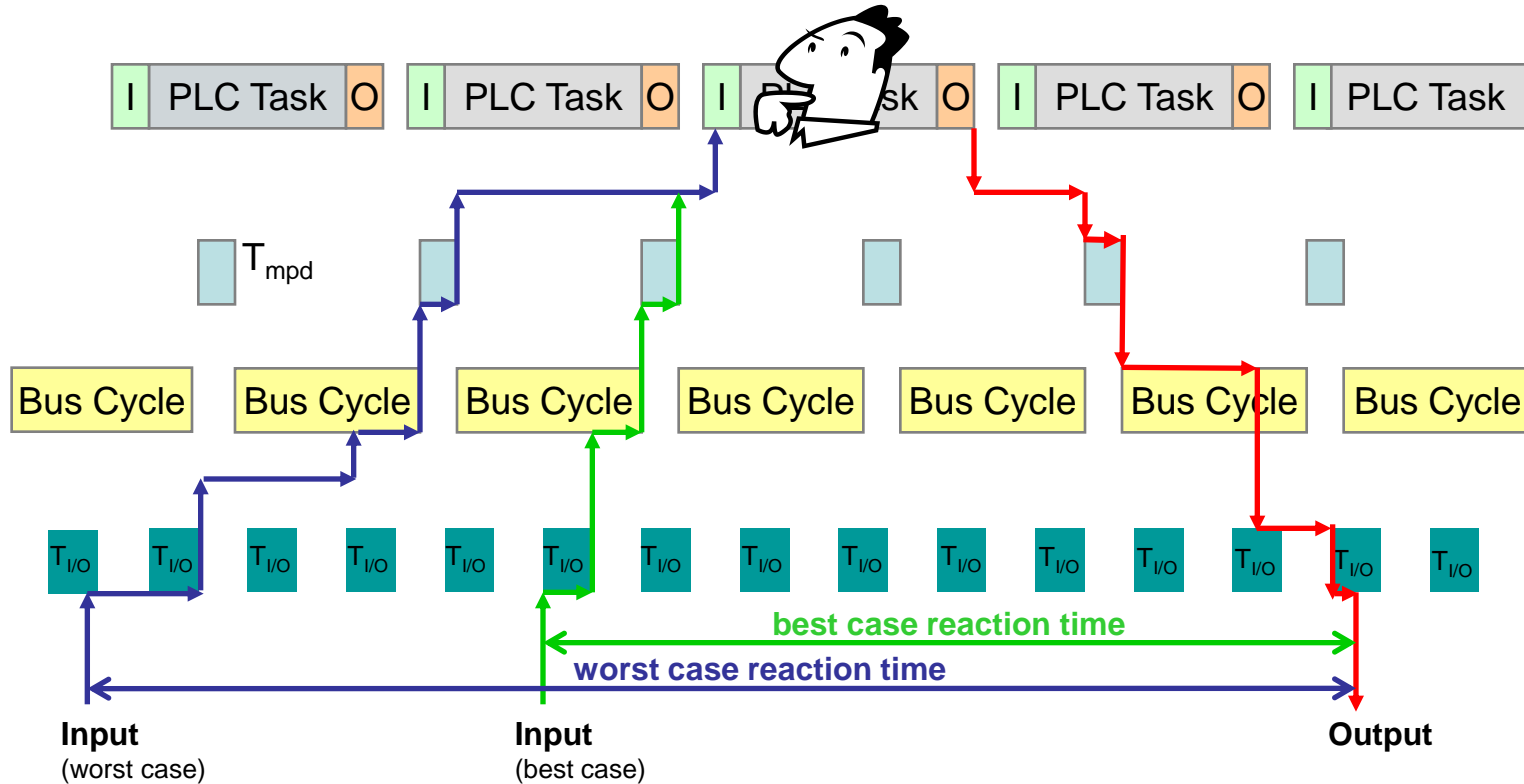 I PLC Task O I PLC Task O I sk O I PLC Task O I PLC Task
Tmpd
Bus Cycle Bus Cycle Bus Cycle Bus Cycle Bus Cycle Bus Cycle Bus Cycle
TI/O TI/O TI/O TI/O TI/O TI/O TI/O TI/O TI/O TI/O TI/O TI/O TI/O TI/O TI/O
best case reaction time
worst case reaction time
Input Input Output
(worst case) (best case)